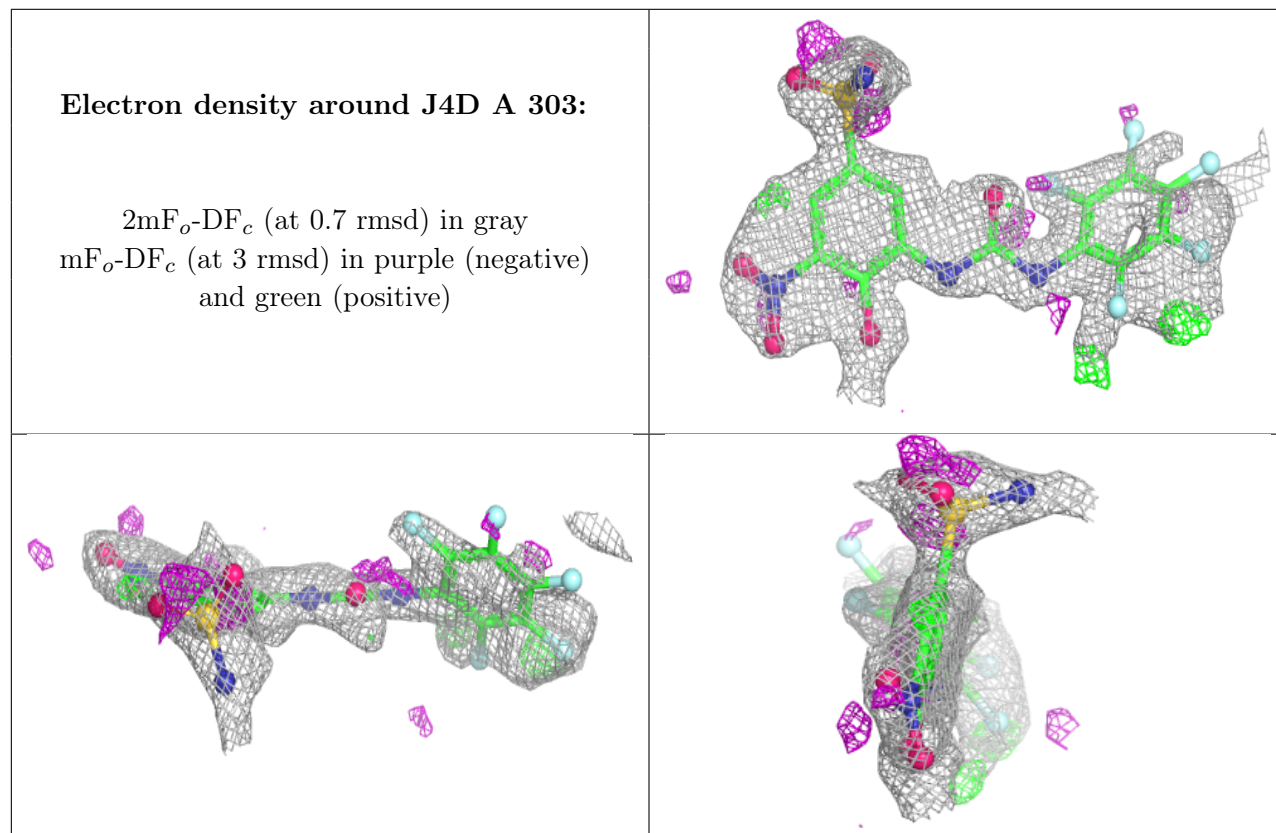 Electron density around J4D A 303:
2mFo-DFc (at 0.7 rmsd) in gray
mFo-DFc (at 3 rmsd) in purple (negative)
and green (positive)